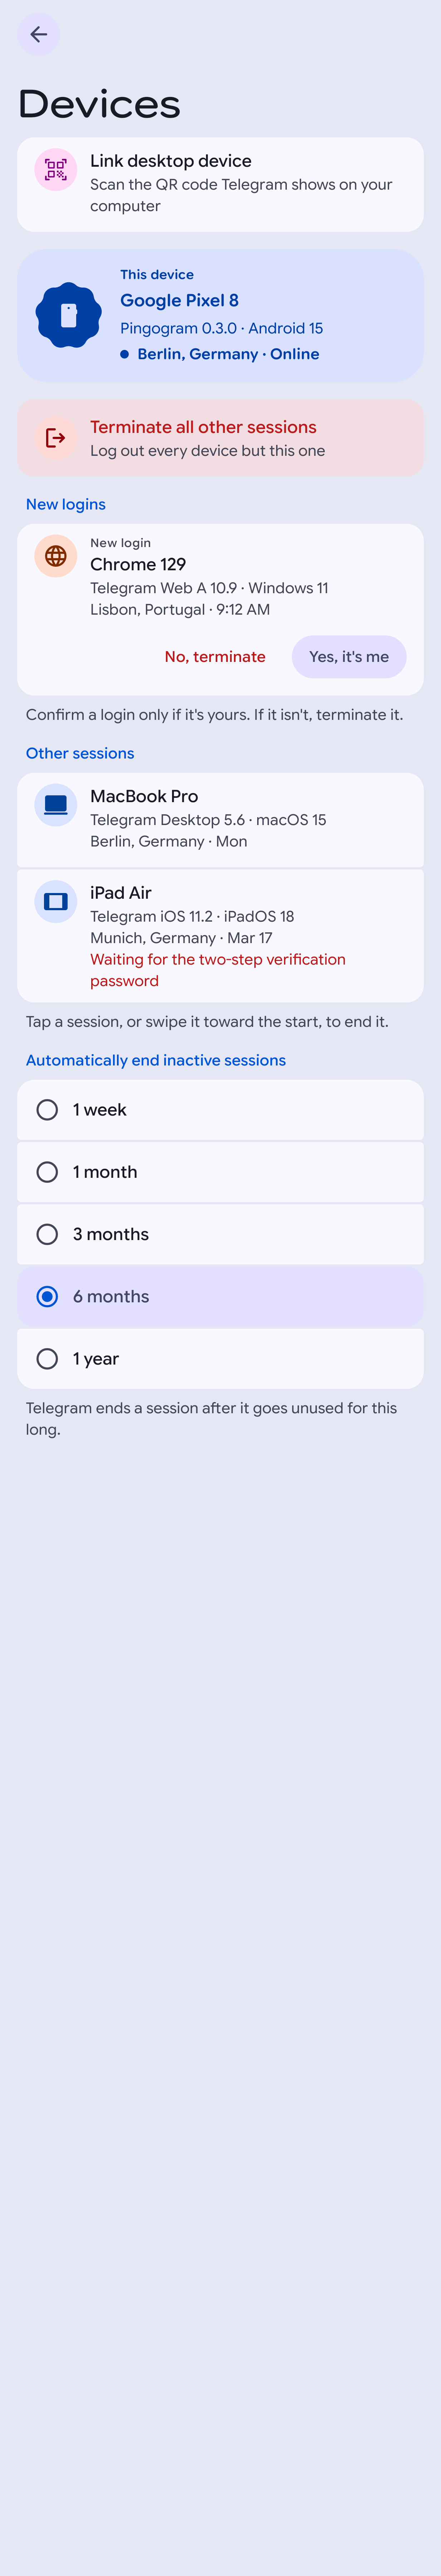 Devices
Link desktop device
Scan the QR code Telegram shows on your
computer
This device
Google Pixel 8
Pingogram 0.3.0 · Android 15
Berlin, Germany · Online
Terminate all other sessions
Log out every device but this one
New logins
New login
Chrome 129
Telegram Web A 10.9 · Windows 11
Lisbon, Portugal · 9:12 AM
No, terminate
Yes, it's me
Confirm a login only if it's yours. If it isn't, terminate it.
Other sessions
MacBook Pro
Telegram Desktop 5.6 · macOS 15
Berlin, Germany · Mon
iPad Air
Telegram iOS 11.2 · iPadOS 18
Munich, Germany · Mar 17
Waiting for the two-step verification
password
Tap a session, or swipe it toward the start, to end it.
Automatically end inactive sessions
1 week
1 month
3 months
6 months
1 year
Telegram ends a session after it goes unused for this
long.